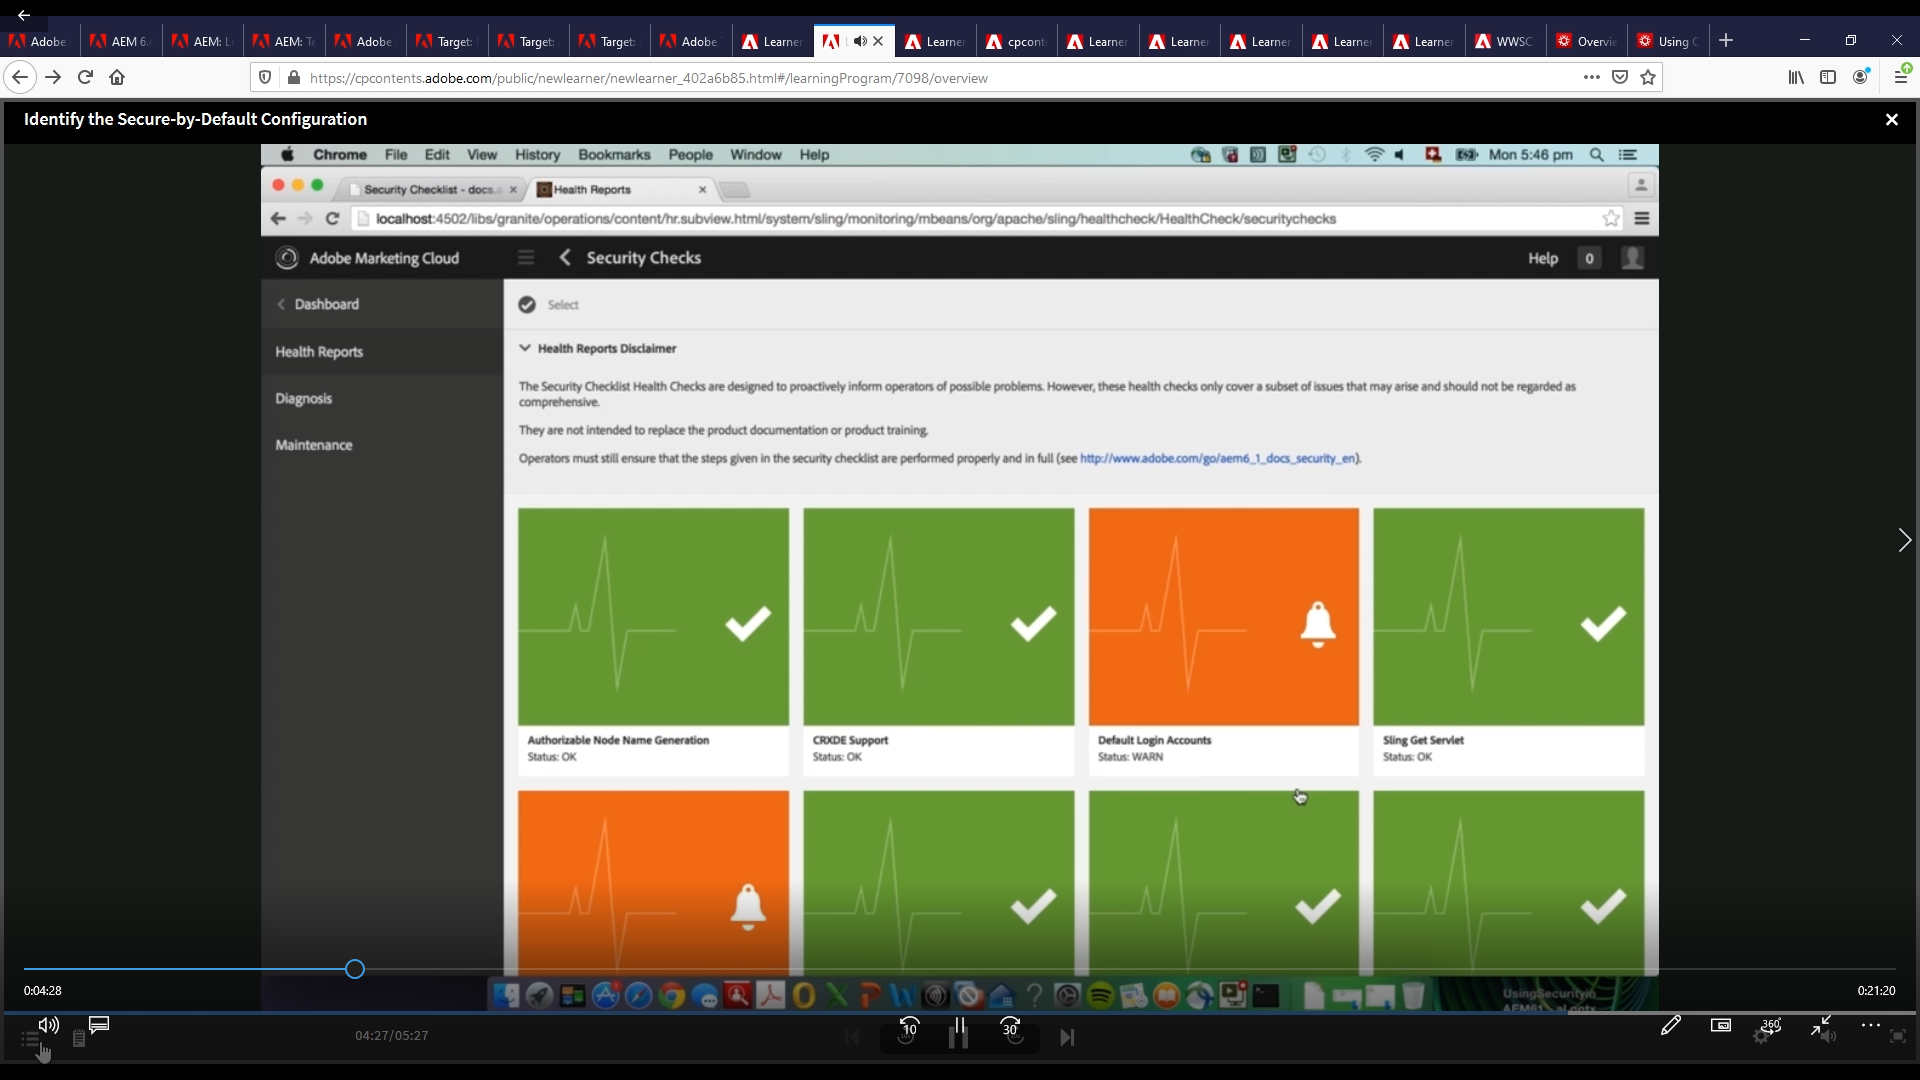 Adobe
AEM 6.
AEM: L
AEM: Te
Adobe
Target:
Target:
Target:
Adobe
Learner
L
Learner
cpcont
Learner
Learner
Learner
Learner
Learner
WWSC
Overvie
Using C
https://cpcontents.adobe.com/public/newlearner/newlearner_402a6b85.html#/learningProgram/7098/overview
Identify the Secure-by-Default Configuration
Chrome File Edit View History Bookmarks People Window Help
Mon 5:46 pm
Security Checklist - docs.
Health Reports
localhost:4502/libs/granite/operations/content/hr.subview.html/system/sling/monitoring/mbeans/org/apache/sling/healthcheck/HealthCheck/securitychecks
Adobe Marketing Cloud
Security Checks
Help
0
Dashboard
Select
Health Reports
Diagnosis
Maintenance
Health Reports Disclaimer
The Security Checklist Health Checks are designed to proactively inform operators of possible problems. However, these health checks only cover a subset of issues that may arise and should not be regarded as
comprehensive.
They are not intended to replace the product documentation or product training.
Operators must still ensure that the steps given in the security checklist are performed properly and in full (see http://www.adobe.com/go/aem6_1_docs_security_en).
Authorizable Node Name Generation
Status: OK
CRXDE Support
Status: OK
Default Login Accounts
Status: WARN
Sling Get Servlet
Status: OK
0:04:28
0:21:20
UsingSecurityin
04:27/05:27
10
30
360